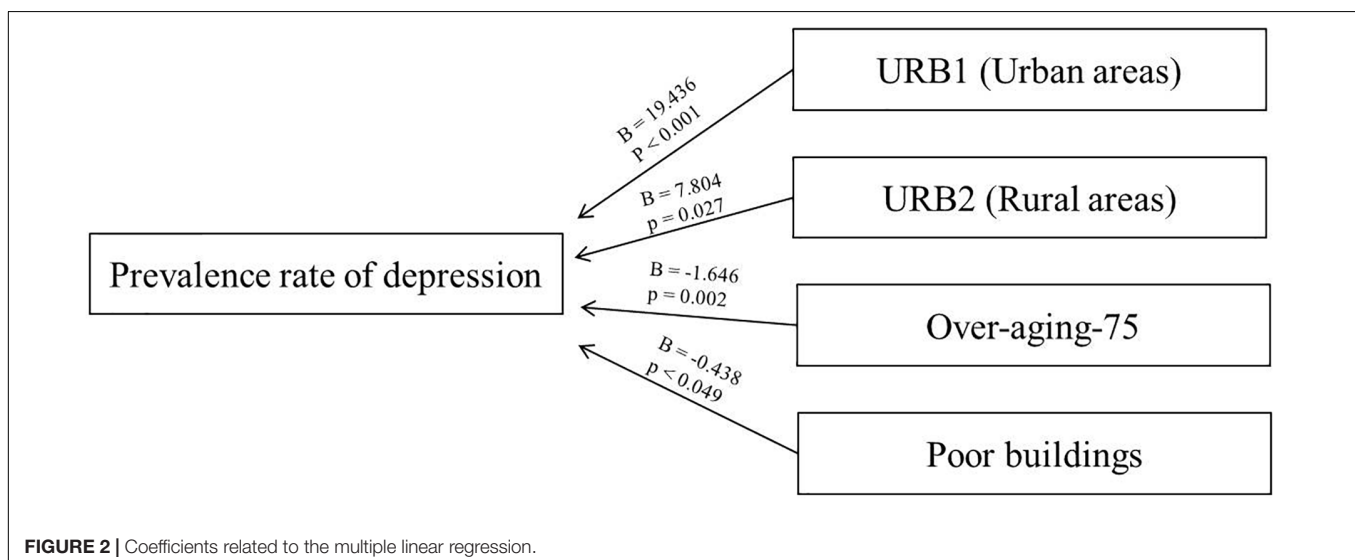 URB1 (Urban areas)
B = 19.436
P < 0.001
URB2 (Rural areas)
B = 7.804
p = 0.027
Prevalence rate of depression
B = -1.646
p = 0.002
Over-aging-75
B = -0.438
p < 0.049
Poor buildings
FIGURE 2 | Coefficients related to the multiple linear regression.